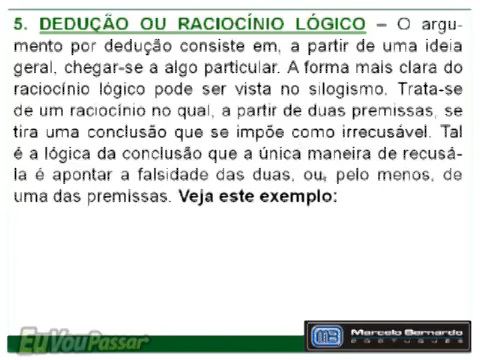 5. DEDUÇÃO OU RACIOCÍNIO LÓGICO – O argu-
mento por dedução consiste em, a partir de uma ideia
geral, chegar-se a algo particular. A forma mais clara do
raciocínio lógico pode ser vista no silogismo. Trata-se
de um raciocínio no qual, a partir de duas premissas, se
tira uma conclusão que se impõe como irrecusável. Tal
é a lógica da conclusão que a única maneira de recusá-
la é apontar a falsidade das duas, ou, pelo menos, de
uma das premissas. Veja este exemplo:
EuVouPassar
MB Marcelo Bernardo
PORTUGUÊS